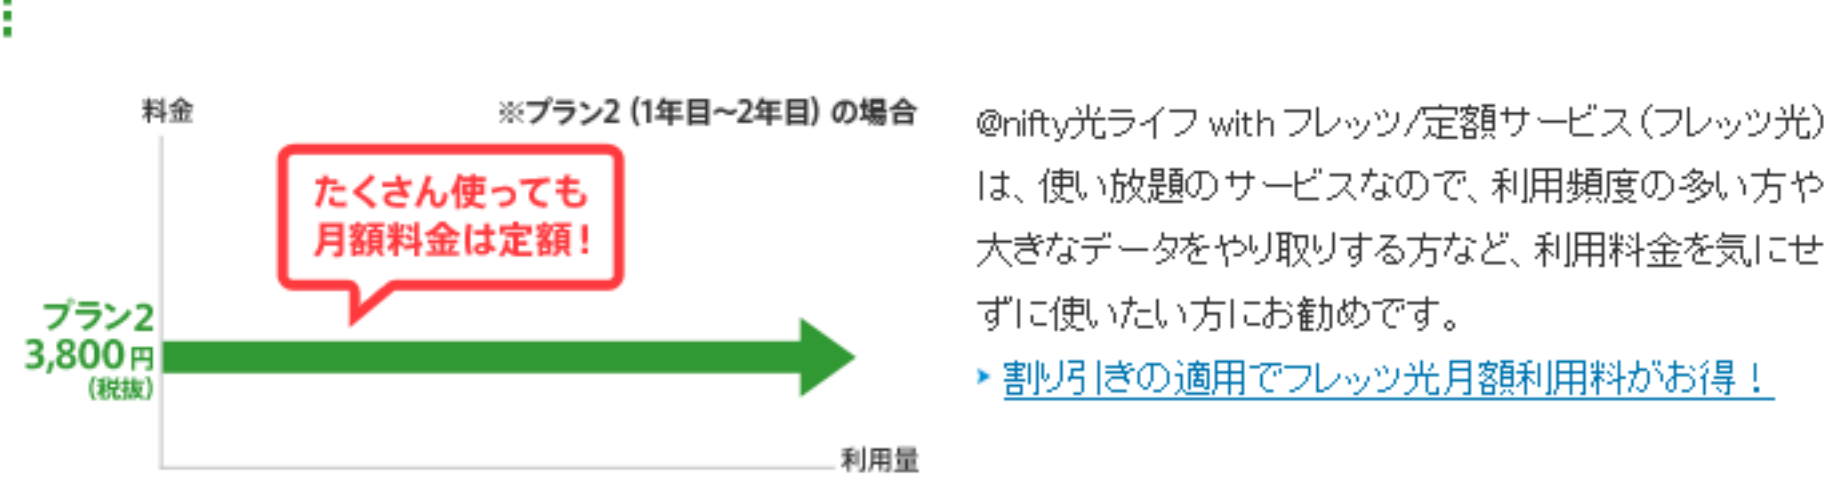 料金
※プラン2（1年目～2年目）の場合
たくさん使っても
月額料金は定額！
プラン2
3,800円
（税抜）
利用量
@nifty光ライフ with フレッツ/定額サービス（フレッツ光）
は、使い放題のサービスなので、利用頻度の多い方や
大きなデータをやり取りする方など、利用料金を気にせ
ずに使いたい方にお勧めです。
割り引きの適用でフレッツ光月額利用料がお得！